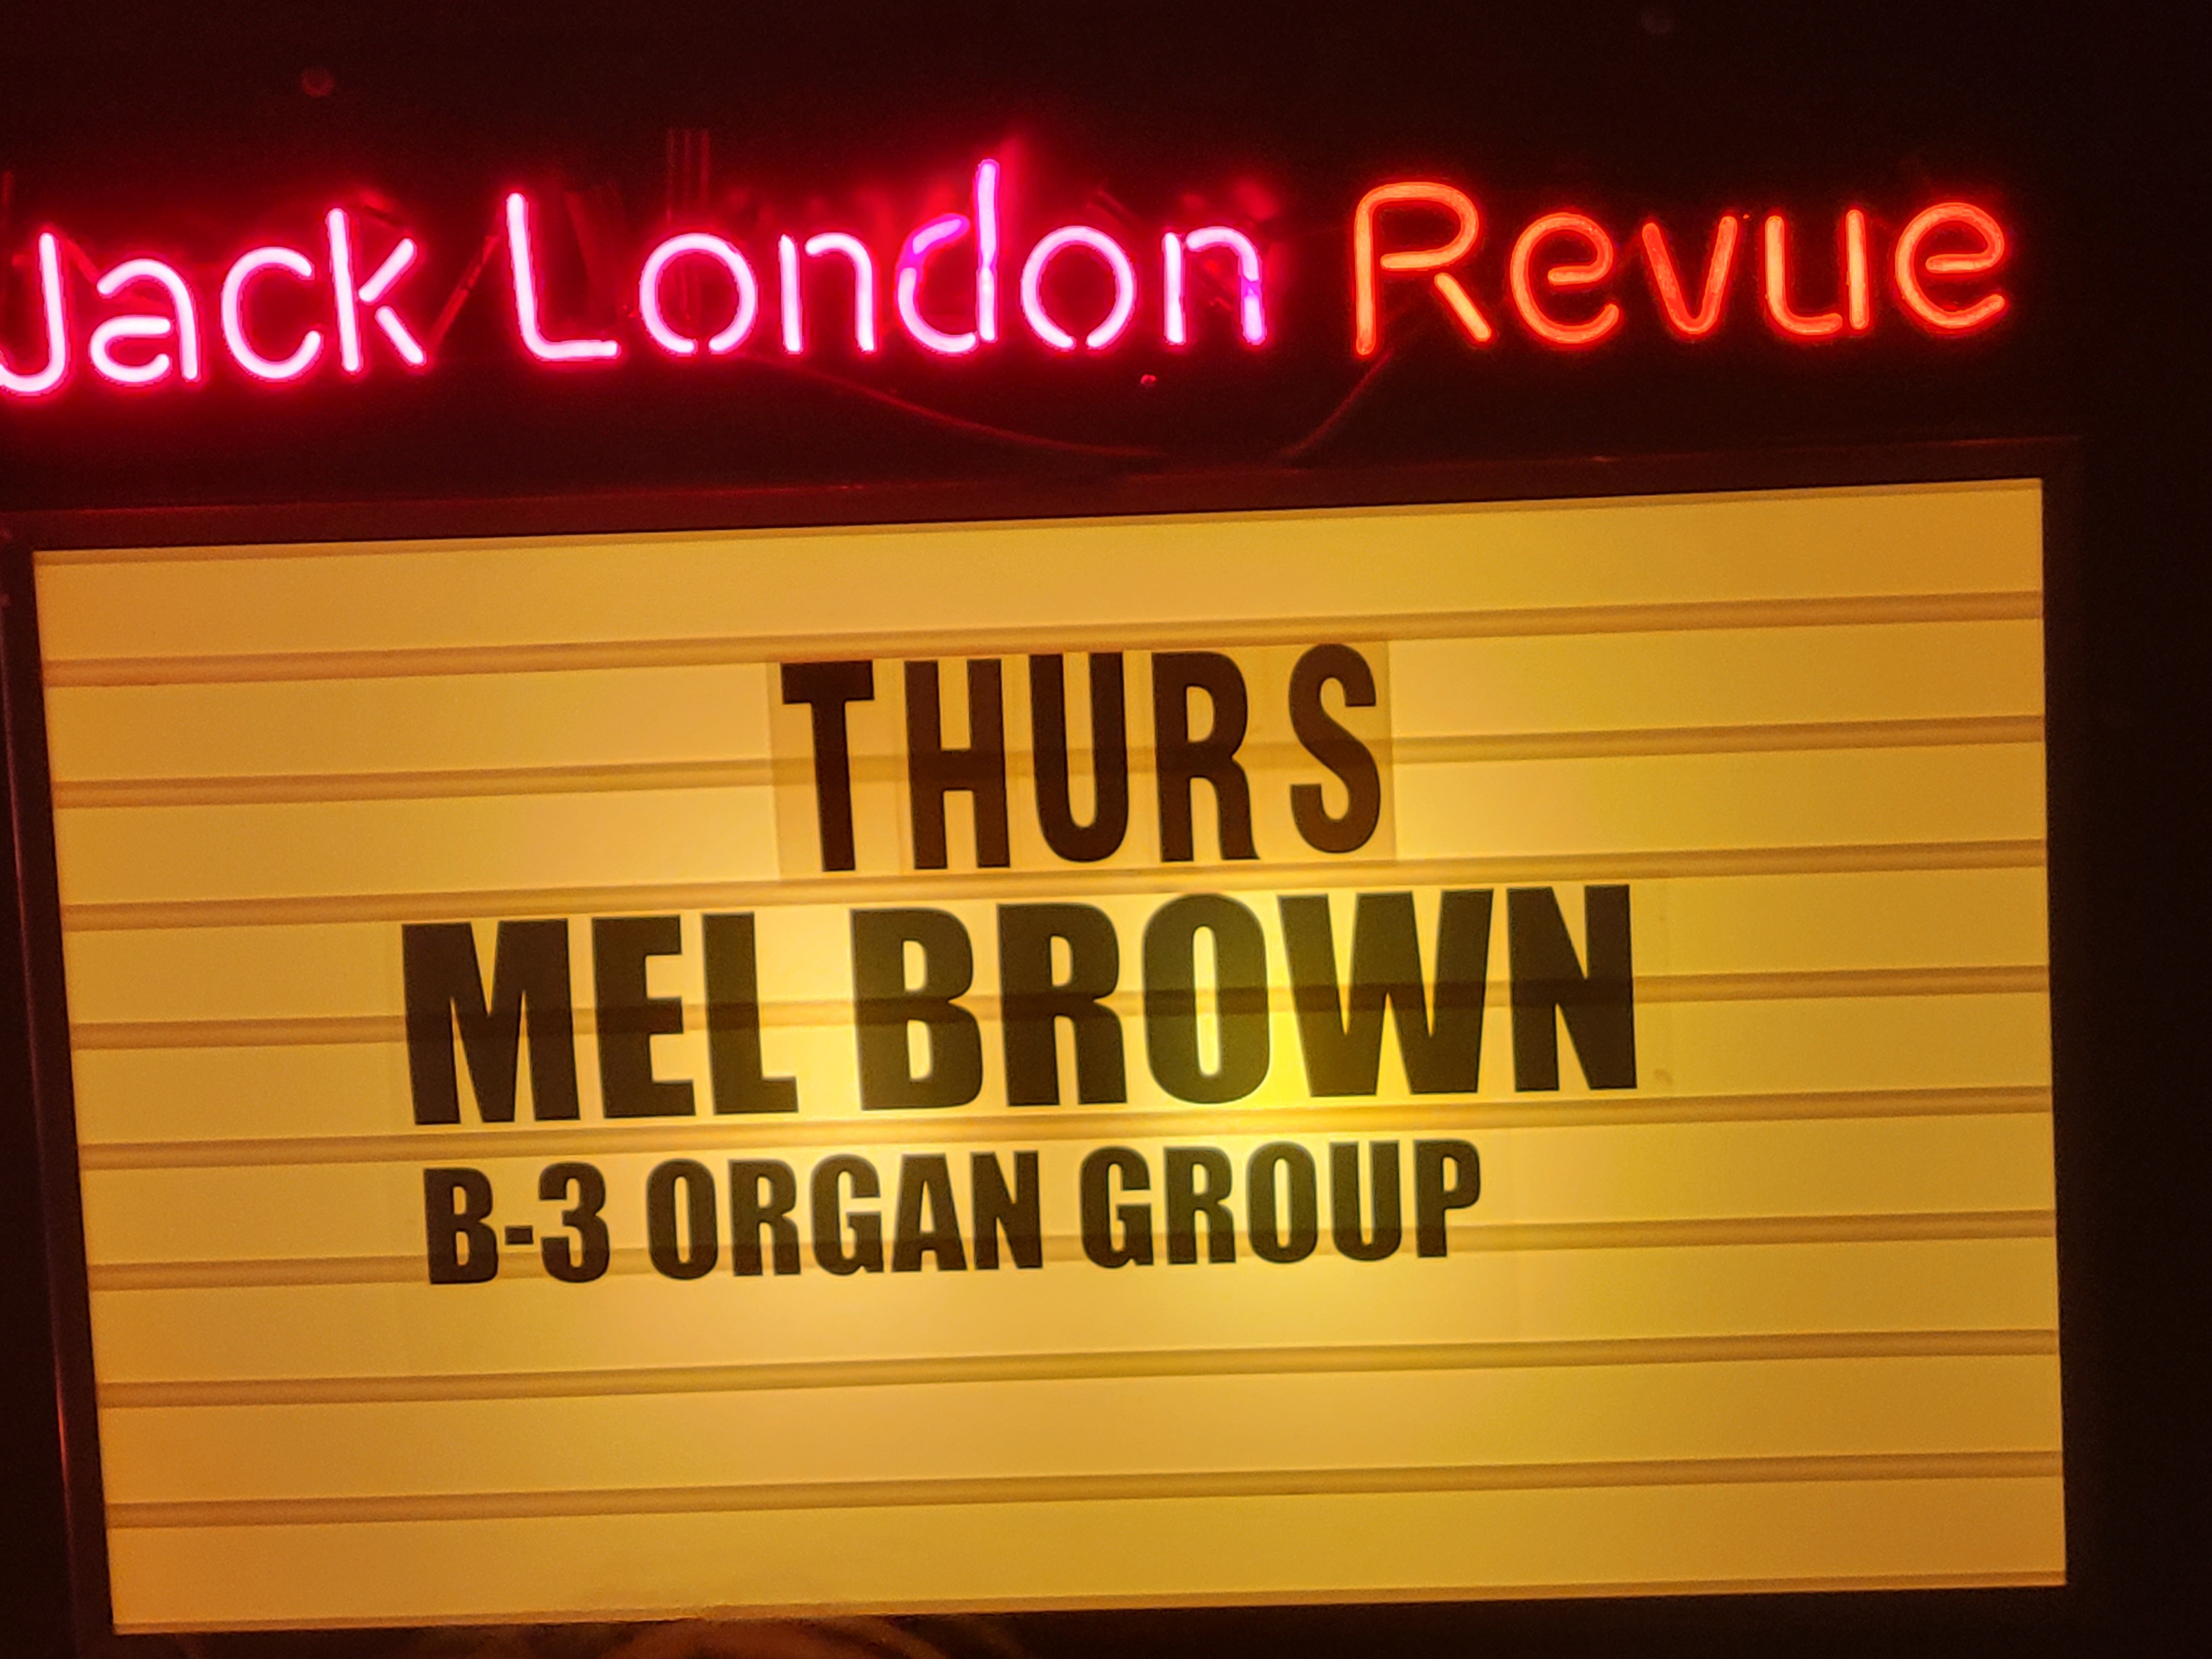 Jack London Revue
THURS
MEL BROWN
B-3 ORGAN GROUP